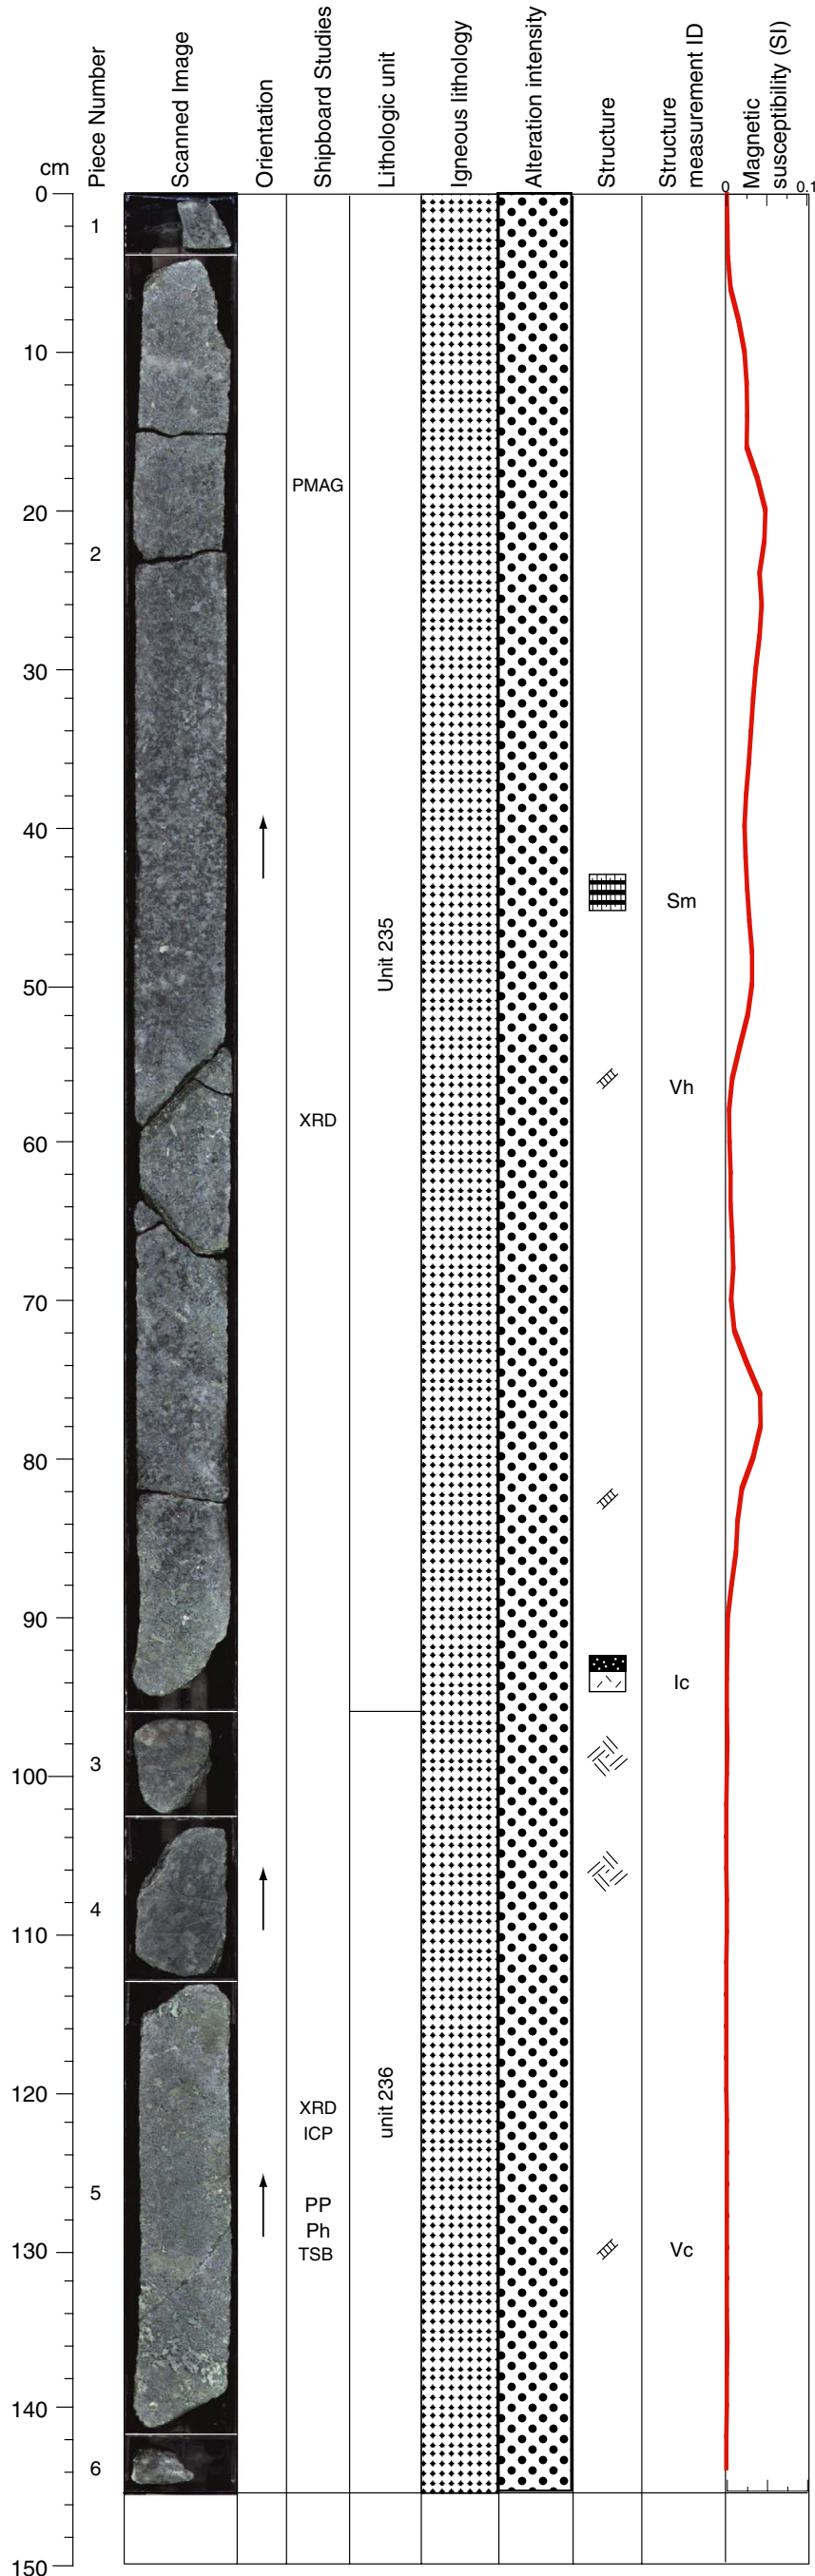 cm
Piece Number
Scanned Image
Orientation
Shipboard Studies
Lithologic unit
Igneous lithology
Alteration intensity
Structure
Structure
measurement ID
Magnetic
susceptibility (SI)
0
0.1
0
1
10
PMAG
20
2
30
40
Sm
Unit 235
50
Vh
XRD
60
70
80
90
Ic
3
100
4
110
120
unit 236
XRD
ICP
5
PP
Ph
TSB
130
Vc
140
6
150